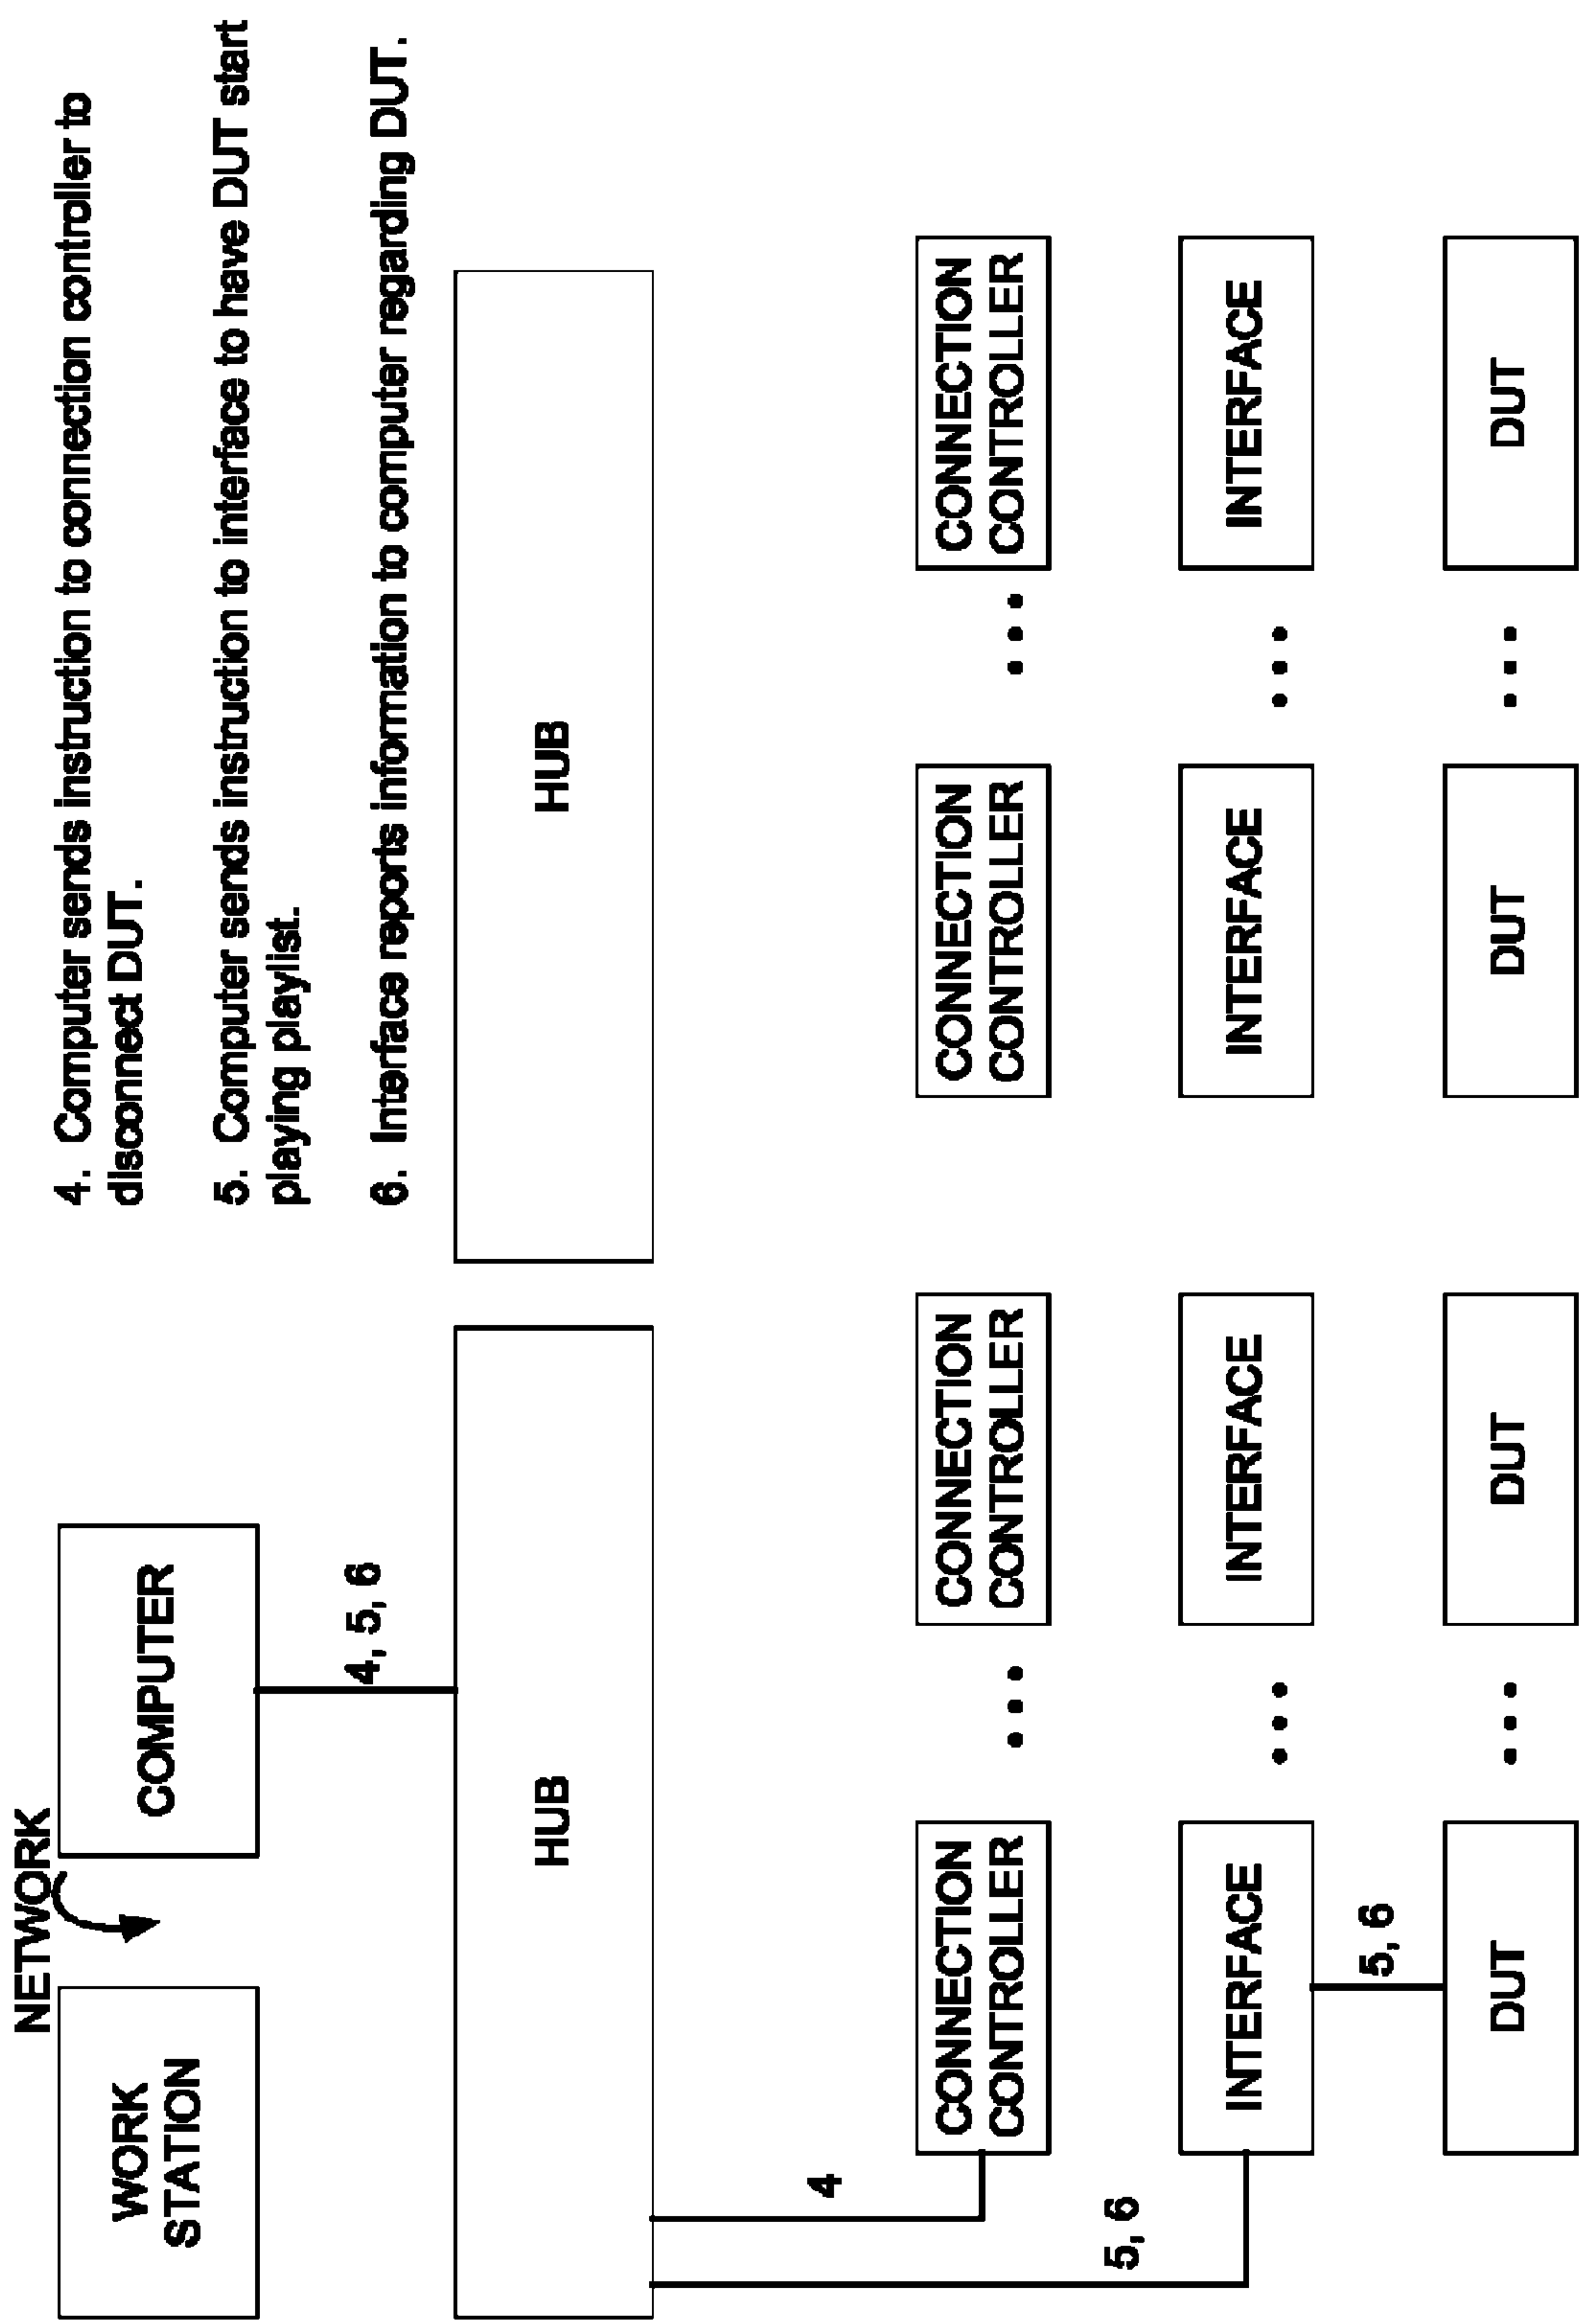 4. Computer sends instruction to connection controller to
disconnect DUT.
5. Computer sends instruction to interface to have DUT start
playing playlist.
6. Interface reports information to computer regarding DUT.
NETWORK
WORK
STATION
COMPUTER
4, 5, 6
HUB
HUB
4
5, 6
CONNECTION
CONTROLLER
CONNECTION
CONTROLLER
CONNECTION
CONTROLLER
CONNECTION
CONTROLLER
INTERFACE
INTERFACE
INTERFACE
INTERFACE
5, 6
DUT
DUT
DUT
DUT